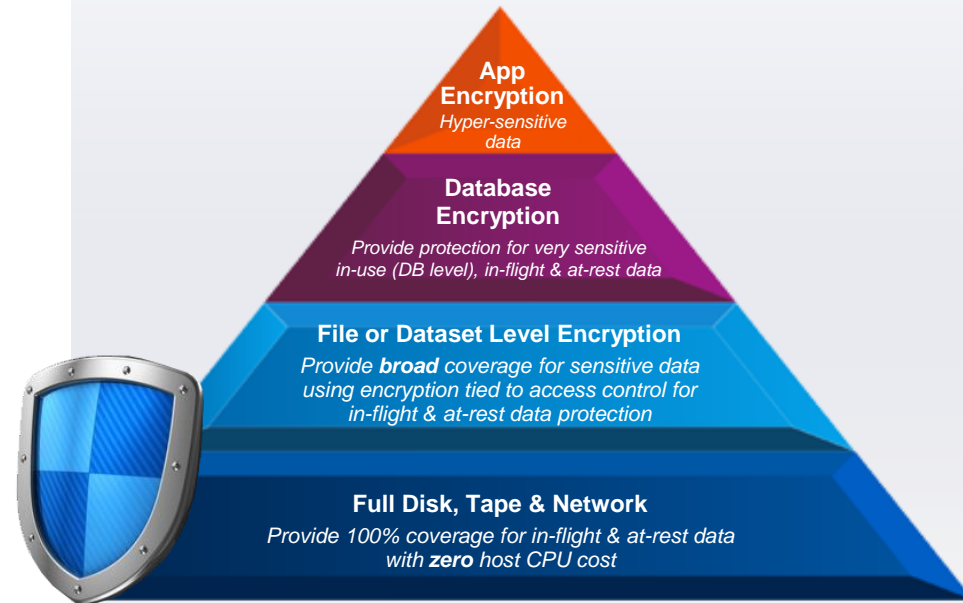 App
Encryption
Hyper-sensitive
data
Database
Encryption
Provide protection for very sensitive
in-use (DB level), in-flight & at-rest data
File or Dataset Level Encryption
Provide broad coverage for sensitive data
using encryption tied to access control for
in-flight & at-rest data protection
Full Disk, Tape & Network
Provide 100% coverage for in-flight & at-rest data
with zero host CPU cost